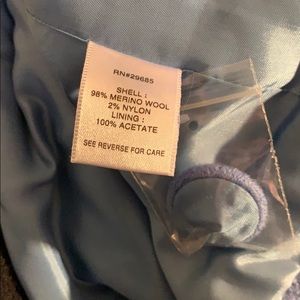 RN#29685
SHELL :
98% MERINO WOOL
2% NYLON
LINING :
100% ACETATE
SEE REVERSE FOR CARE